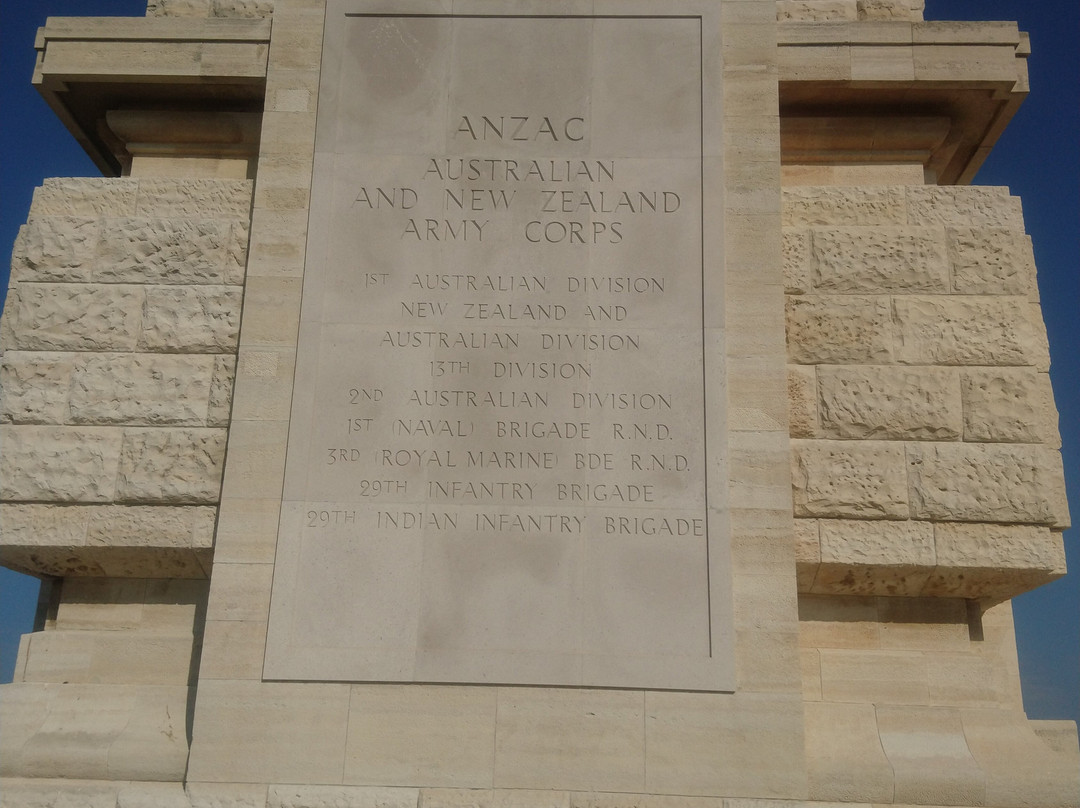 ANZAC
AUSTRALIAN
AND NEW ZEALAND
ARMY CORPS
1ST AUSTRALIAN DIVISION
NEW ZEALAND AND
AUSTRALIAN DIVISION
13TH DIVISION
2ND AUSTRALIAN DIVISION
1ST (NAVAL) BRIGADE R.N.D.
3RD (ROYAL MARINE) BDE R.N.D.
29TH INFANTRY BRIGADE
29TH INDIAN INFANTRY BRIGADE